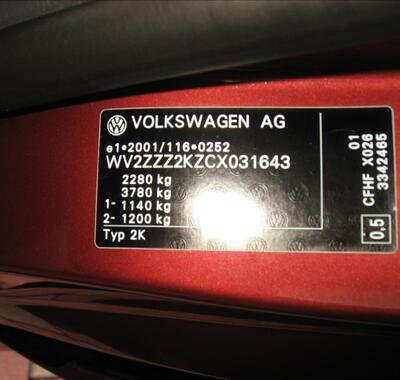 VOLKSWAGEN AG
e1*2001/116*0252
WV2ZZZ2KZCX031643
2280 kg
3780 kg
1- 1140 kg
2- 1200 kg
Typ 2K
01
CFHF X026
3342465
0,5